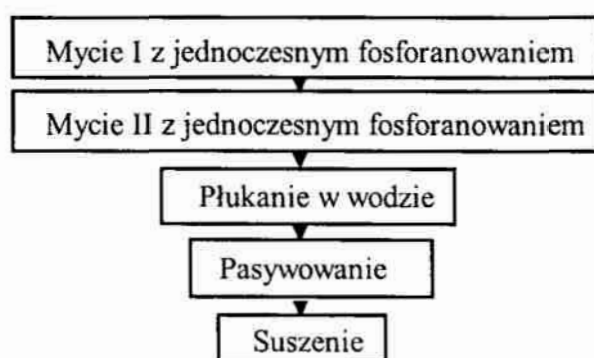 Mycie I z jednoczesnym fosforanowaniem
Mycie II z jednoczesnym fosforanowaniem
Płukanie w wodzie
Pasywowanie
Suszenie